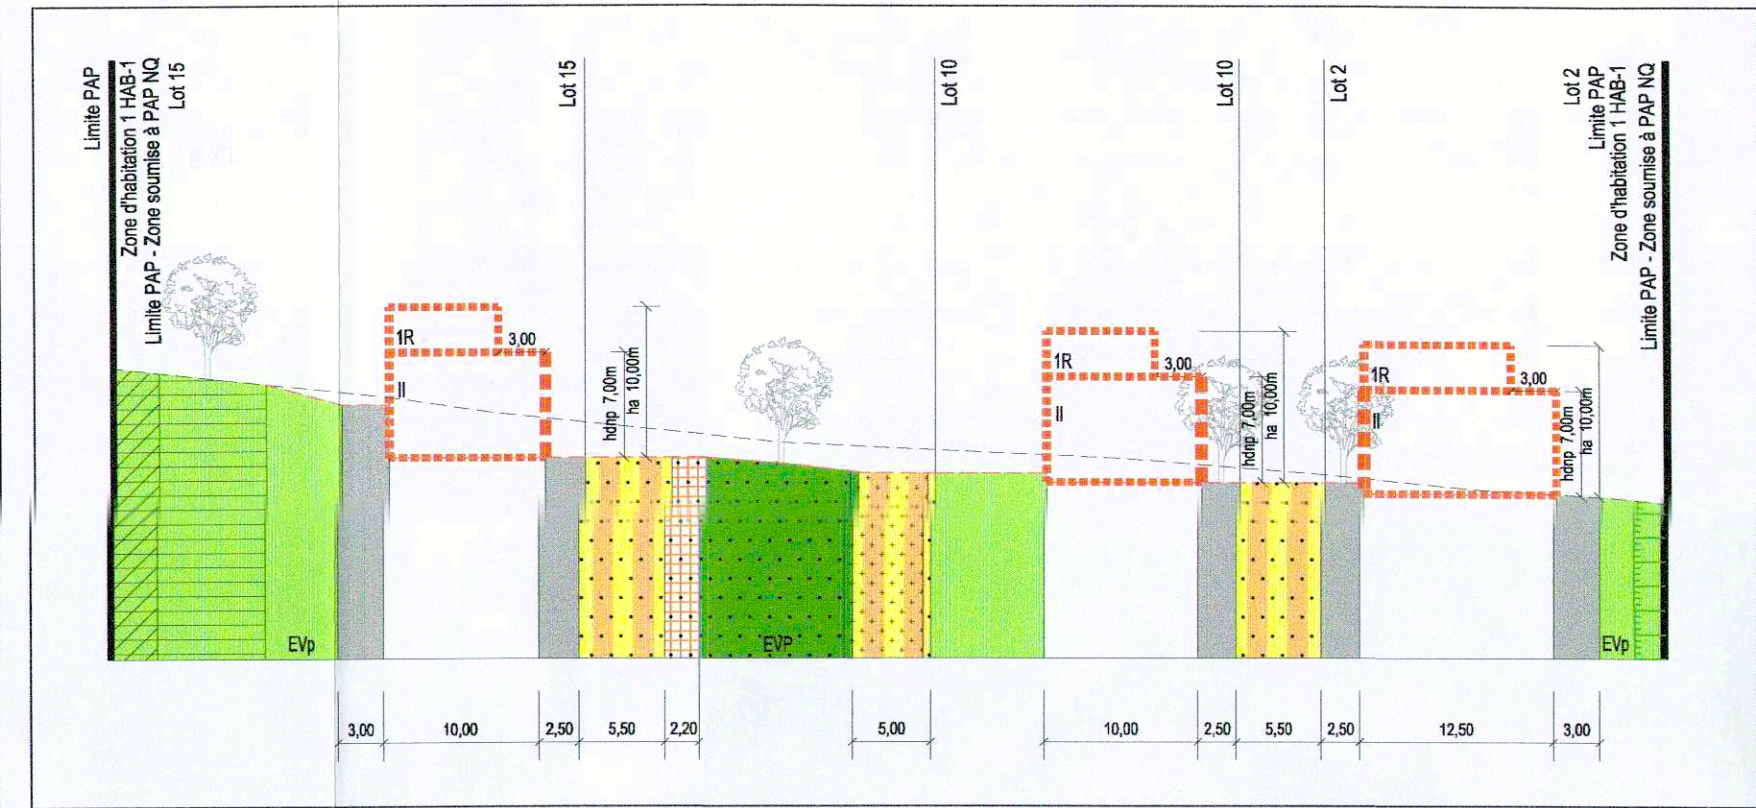 Limite PAP
Zone d'habitation 1 HAB-1
Limite PAP - Zone soumise à PAP NQ
Lot 15
Lot 15
Lot 10
Lot 10
Lot 2
Lot 2
Limite PAP
Zone d'habitation 1 HAB-1
Limite PAP - Zone soumise à PAP NQ
1R
3,00
II
hdnp 7,00m
ha 10,00m
1R
3,00
II
hdnp 7,00m
ha 10,00m
1R
3,00
II
hdnp 7,00m
ha 10,00m
EVp
EVP
EVp
3,00
10,00
2,50
5,50
2,20
5,00
10,00
2,50
5,50
2,50
12,50
3,00